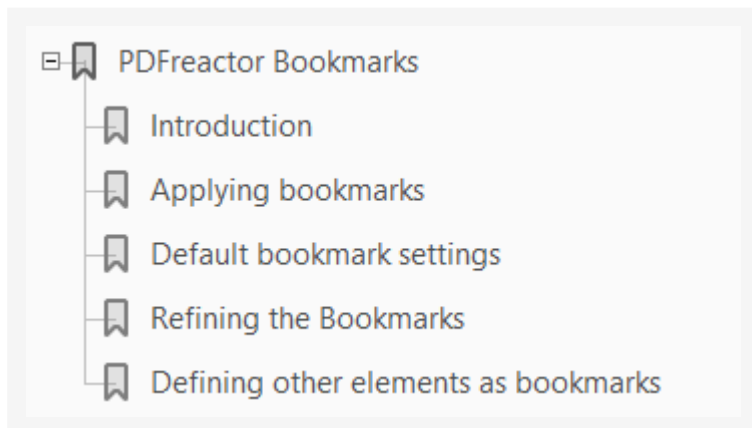 PDFreactor Bookmarks
Introduction
Applying bookmarks
Default bookmark settings
Refining the Bookmarks
Defining other elements as bookmarks